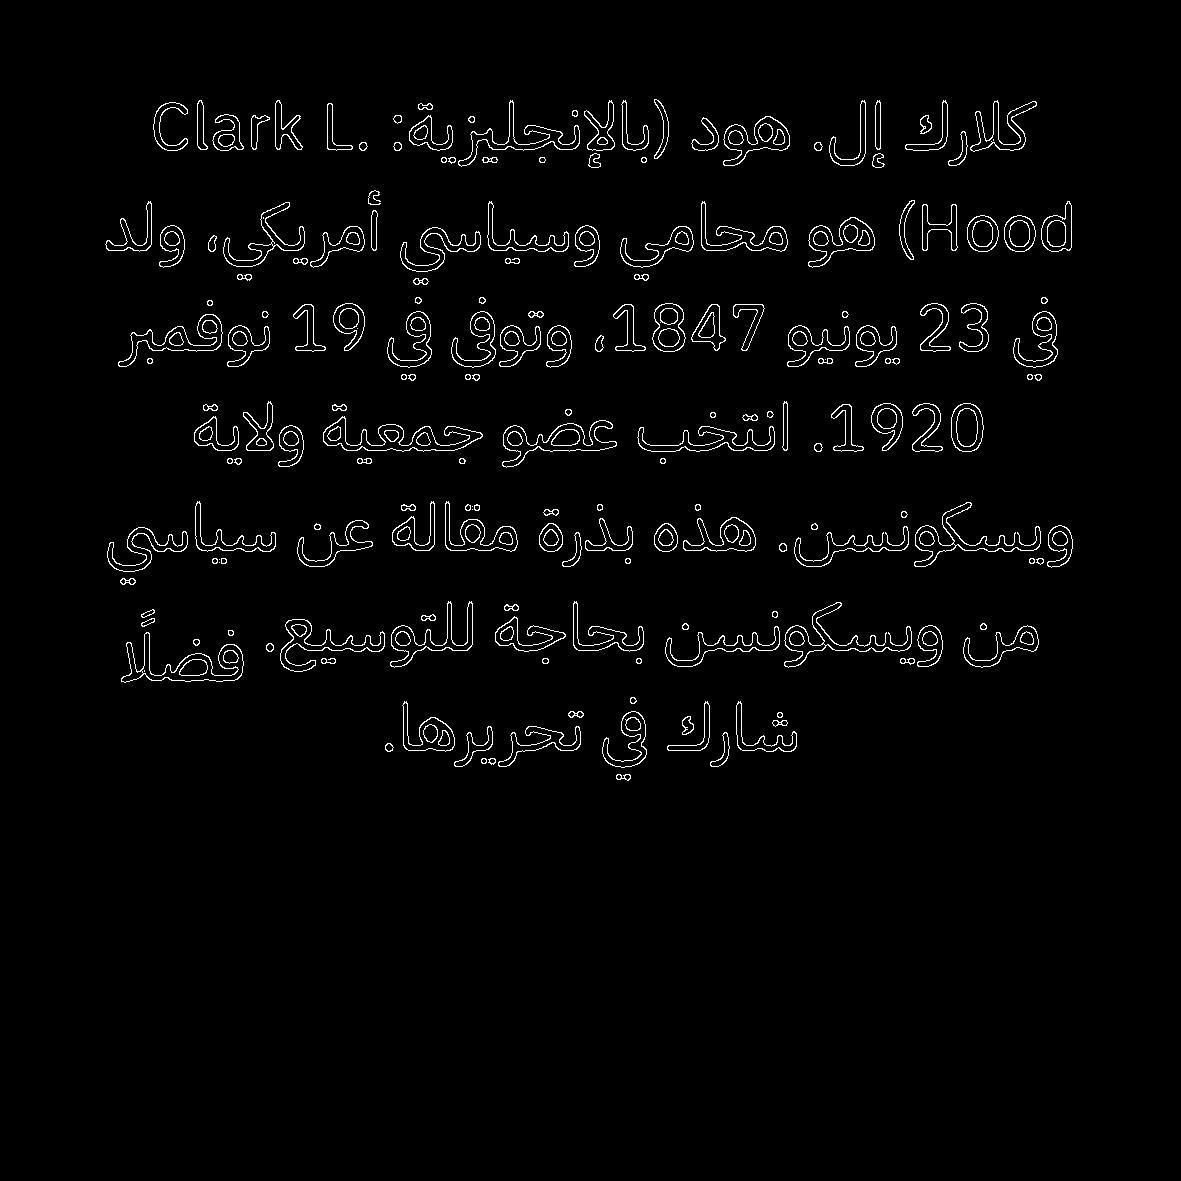 كلارك إل. هود (بالإنجليزية: Clark L.
Hood) هو محامي وسياسي أمريكي، ولد
في 23 يونيو 1847، وتوفي في 19 نوفمبر
1920. انتخب عضو جمعية ولاية
ويسكونسن. هذه بذرة مقالة عن سياسي
من ويسكونسن بحاجة للتوسيع. فضلًا
شارك في تحريرها.